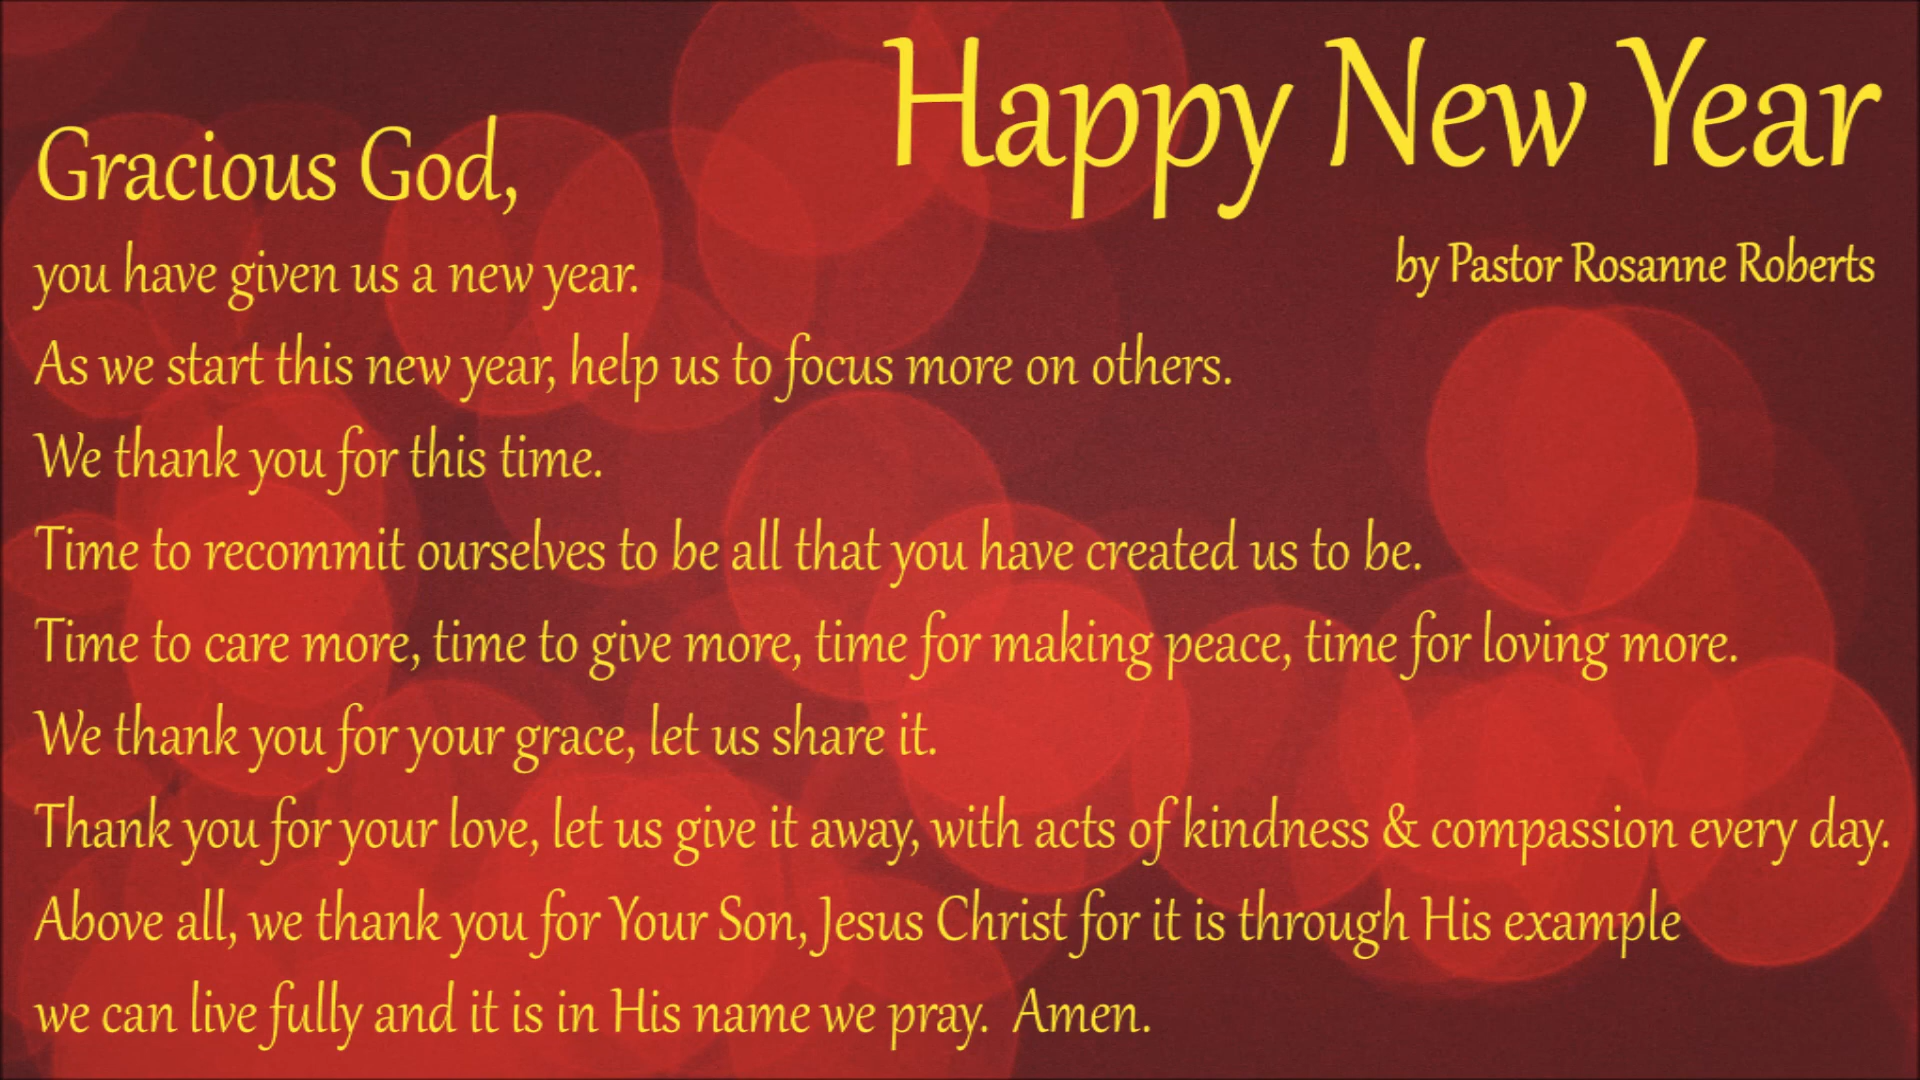 Happy New Year
by Pastor Rosanne Roberts
Gracious God,
you have given us a new year.
As we start this new year, help us to focus more on others.
We thank you for this time.
Time to recommit ourselves to be all that you have created us to be.
Time to care more, time to give more, time for making peace, time for loving more.
We thank you for your grace, let us share it.
Thank you for your love, let us give it away, with acts of kindness & compassion every day.
Above all, we thank you for Your Son, Jesus Christ for it is through His example
we can live fully and it is in His name we pray.  Amen.